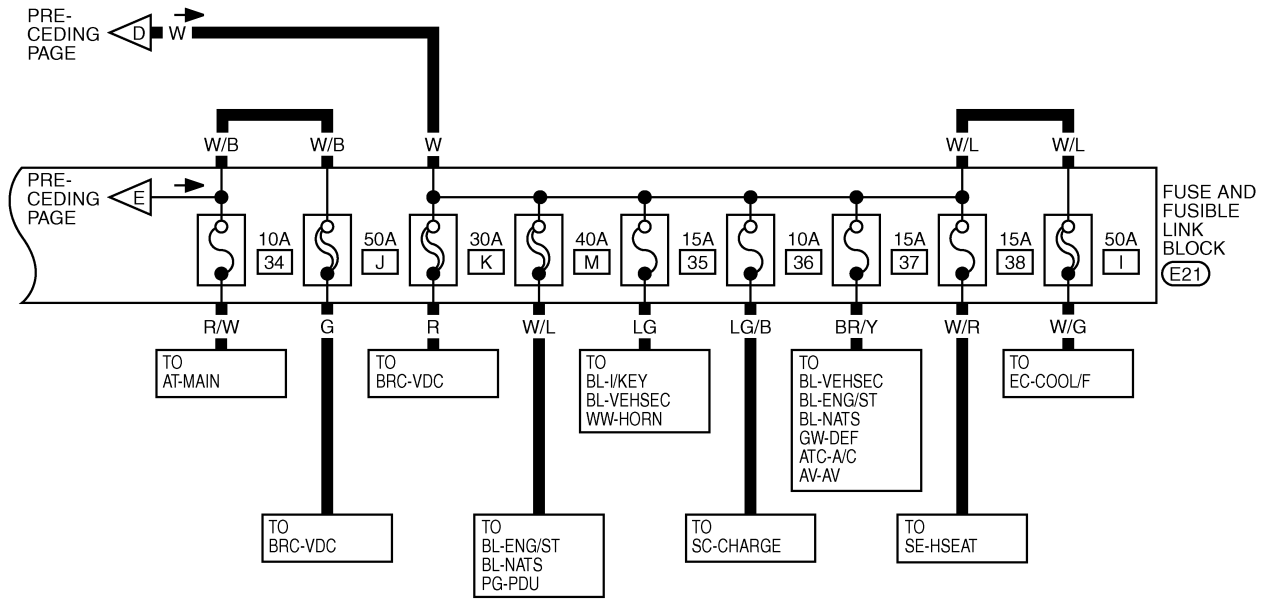 PRE-
CEDING
PAGE
D W
W/B W/B W W/L W/L
PRE-
CEDING
PAGE
E
FUSE AND
FUSIBLE
LINK
BLOCK
E21
10A 50A 30A 40A 15A 10A 15A 15A 50A
34 J K M 35 36 37 38 I
R/W G R W/L LG LG/B BR/Y W/R W/G
TO
AT-MAIN
TO
BRC-VDC
TO
BL-I/KEY
BL-VEHSEC
WW-HORN
TO
BL-VEHSEC
BL-ENG/ST
BL-NATS
GW-DEF
ATC-A/C
AV-AV
TO
EC-COOL/F
TO
BRC-VDC
TO
BL-ENG/ST
BL-NATS
PG-PDU
TO
SC-CHARGE
TO
SE-HSEAT